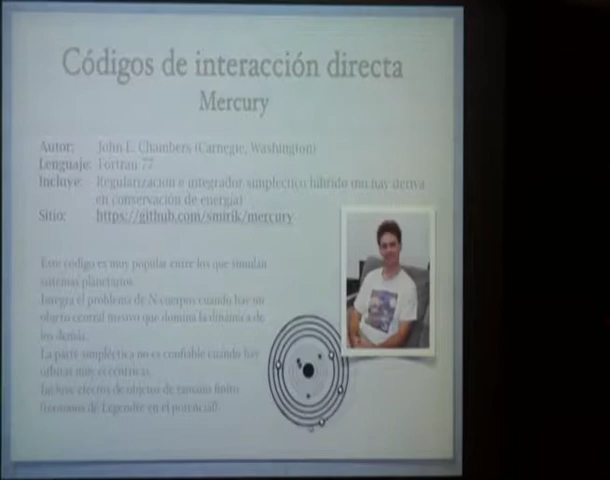 Códigos de interacción directa
Mercury
Autor: John E. Chambers (Carnegie, Washington)
Lenguaje: Fortran 77
Incluye: Regularización e integrador simpléctico híbrido (no hay deriva
en conservación de energía)
Sitio: https://github.com/smirik/mercury
Este código es muy popular entre los que simulan
sistemas planetarios.
Integra el problema de N-cuerpos cuando hay un
objeto central masivo que domina la dinámica de
los demás.
La parte simpléctica no es confiable cuando hay
órbitas muy excéntricas.
Incluye efectos de objetos de tamaño finito
(términos de Legendre en el potencial).